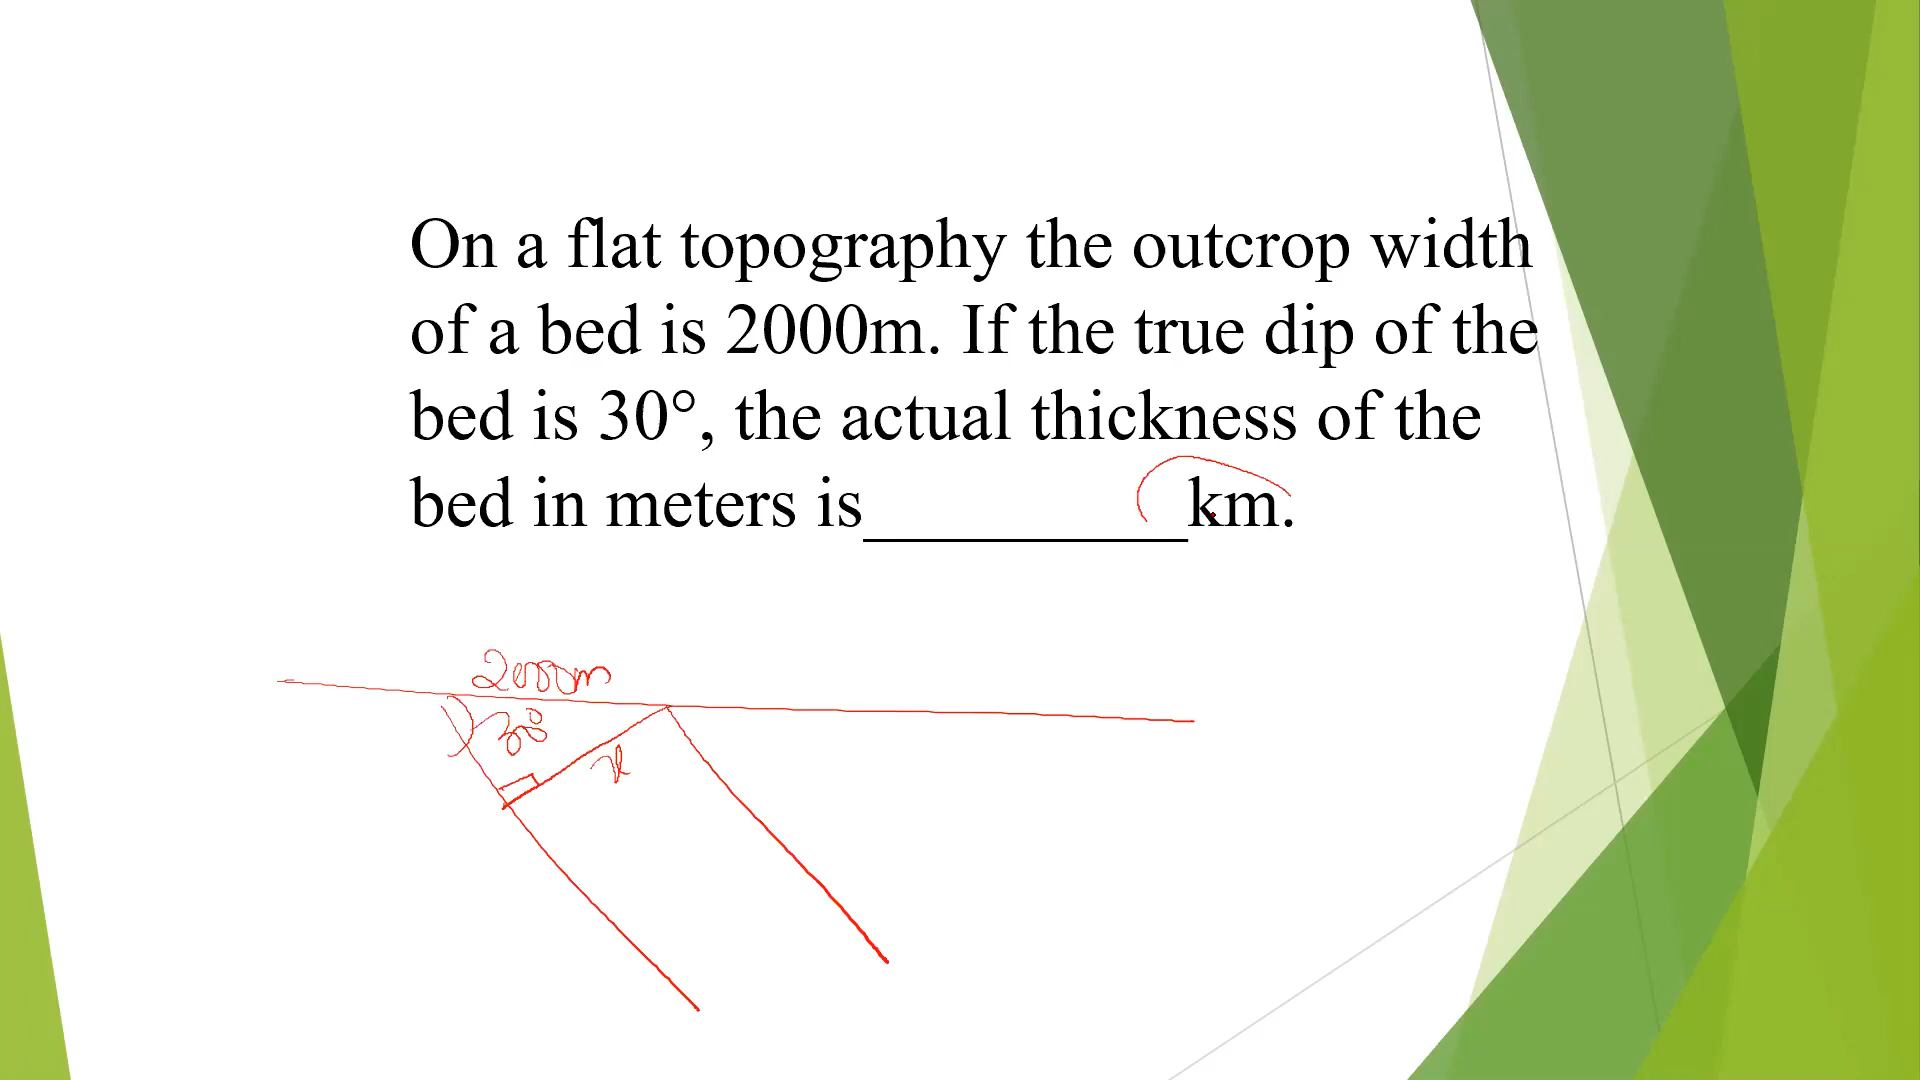 On a flat topography the outcrop width
of a bed is 2000m. If the true dip of the
bed is 30°, the actual thickness of the
bed in meters is__________km.
2000m
30°
x